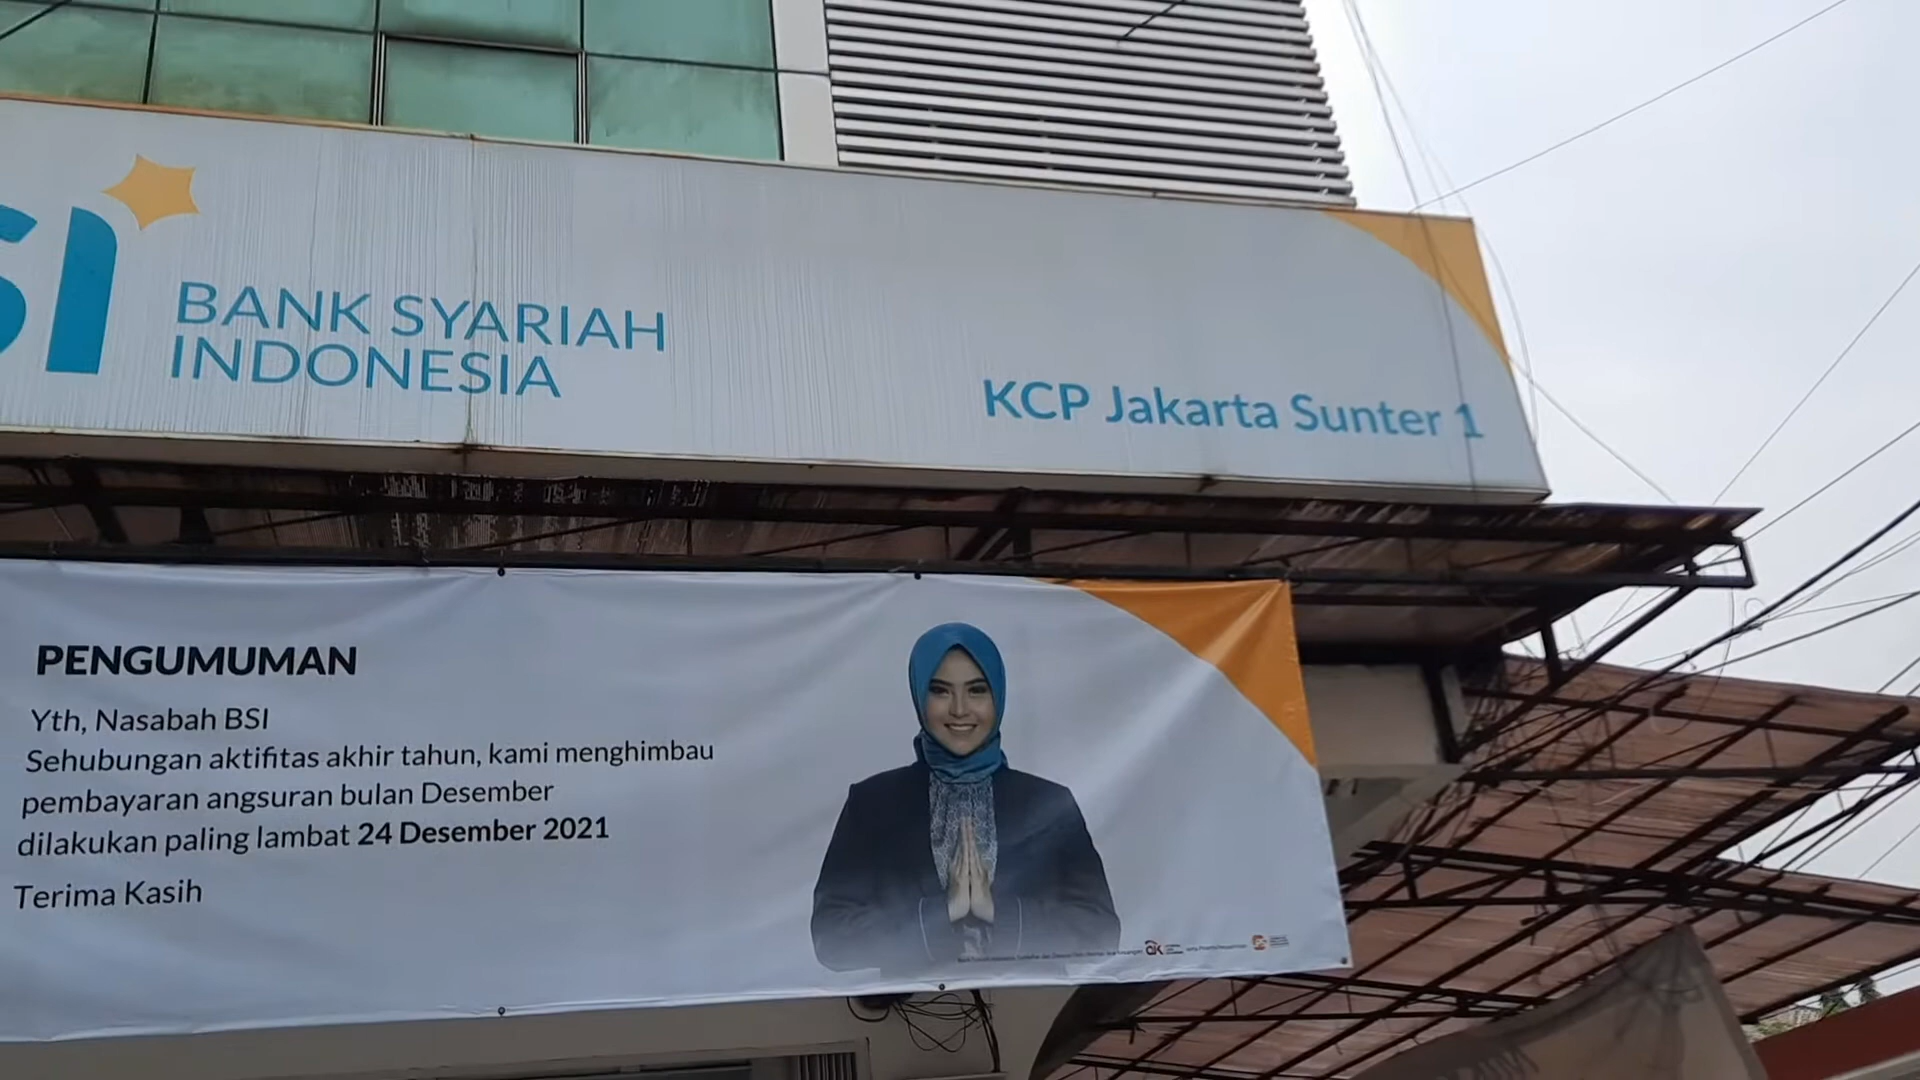 SI
BANK SYARIAH
INDONESIA
KCP Jakarta Sunter 1
PENGUMUMAN
Yth, Nasabah BSI
Sehubungan aktifitas akhir tahun, kami menghimbau
pembayaran angsuran bulan Desember
dilakukan paling lambat 24 Desember 2021
Terima Kasih